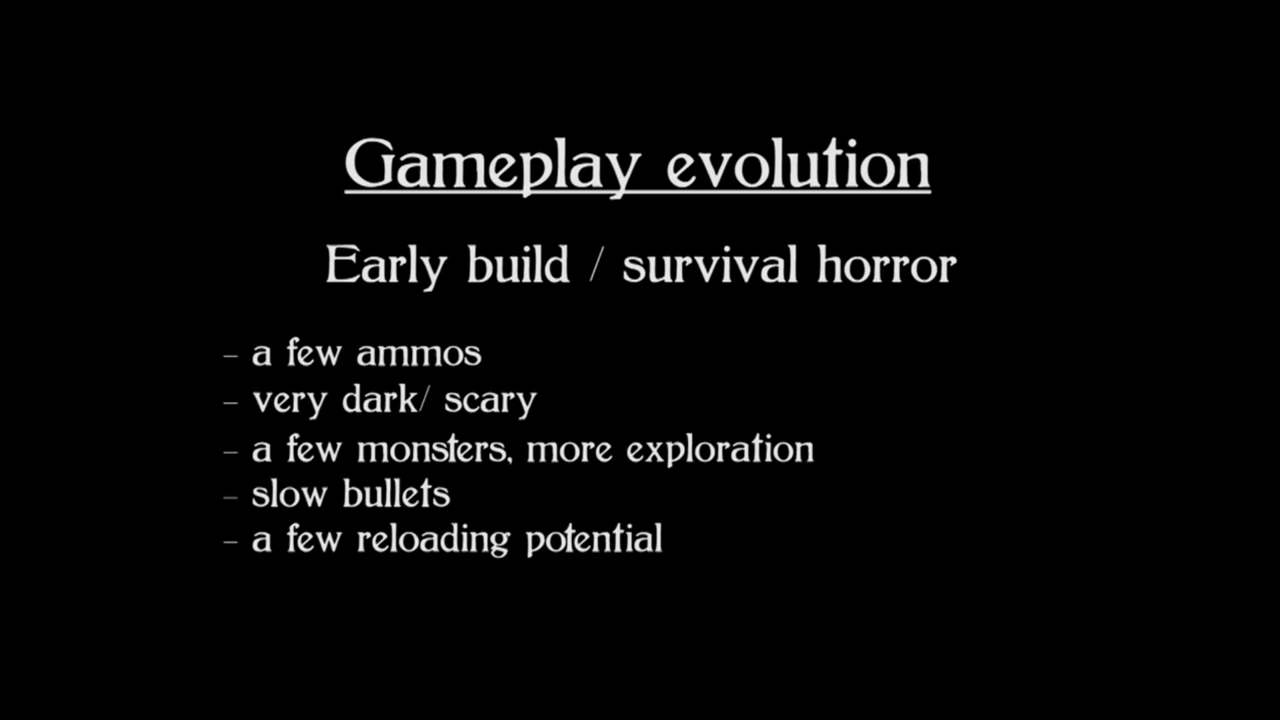 Gameplay evolution
Early build / survival horror
- a few ammos
- very dark/ scary
- a few monsters, more exploration
- slow bullets
- a few reloading potential